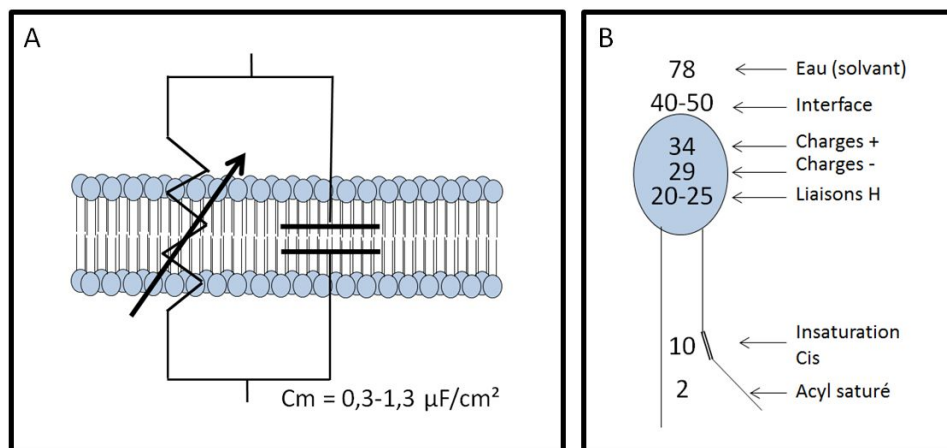 A
Cm = 0,3-1,3 µF/cm²
B
78 Eau (solvant)
40-50 Interface
34 Charges +
29 Charges -
20-25 Liaisons H
10 Insaturation
Cis
2 Acyl saturé